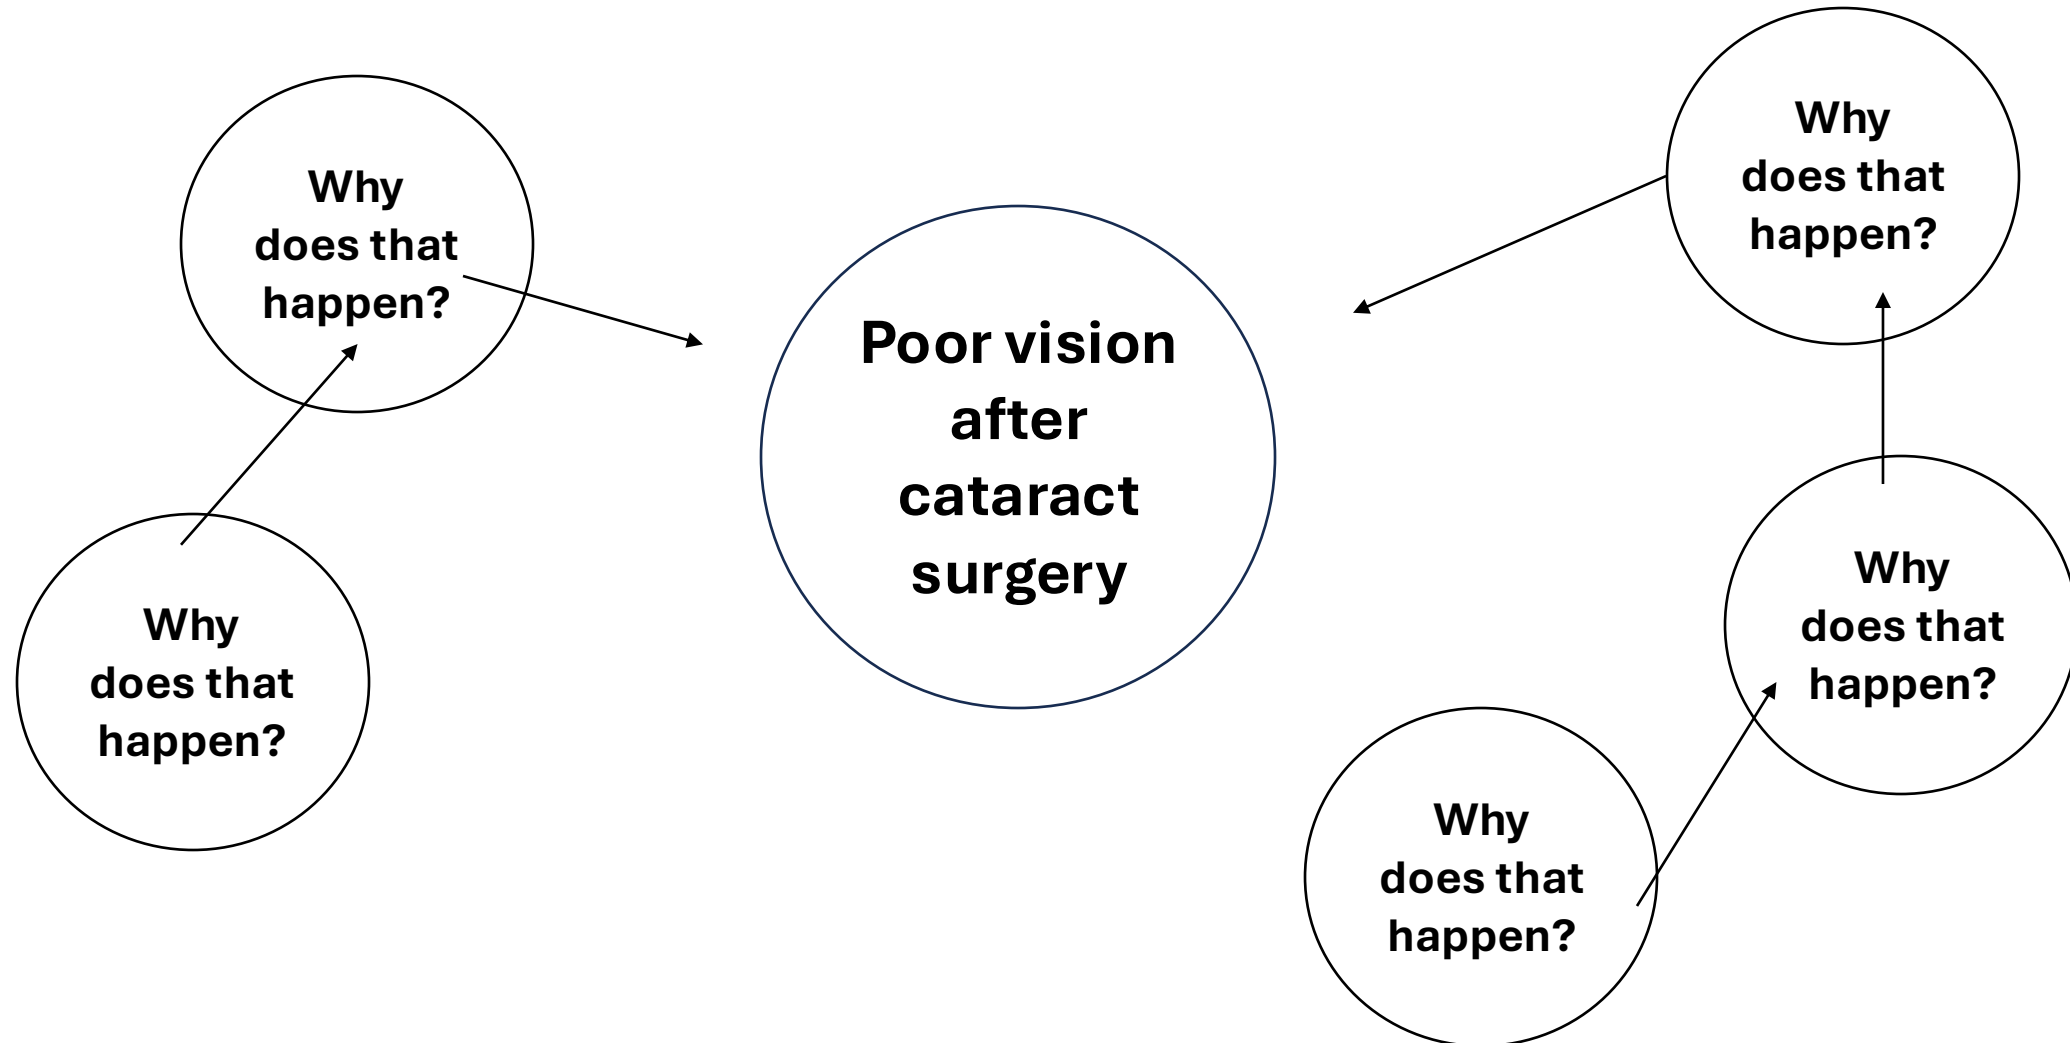 Why
does that
happen?
Why
does that
happen?
Poor vision
after
cataract
surgery
Why
does that
happen?
Why
does that
happen?
Why
does that
happen?